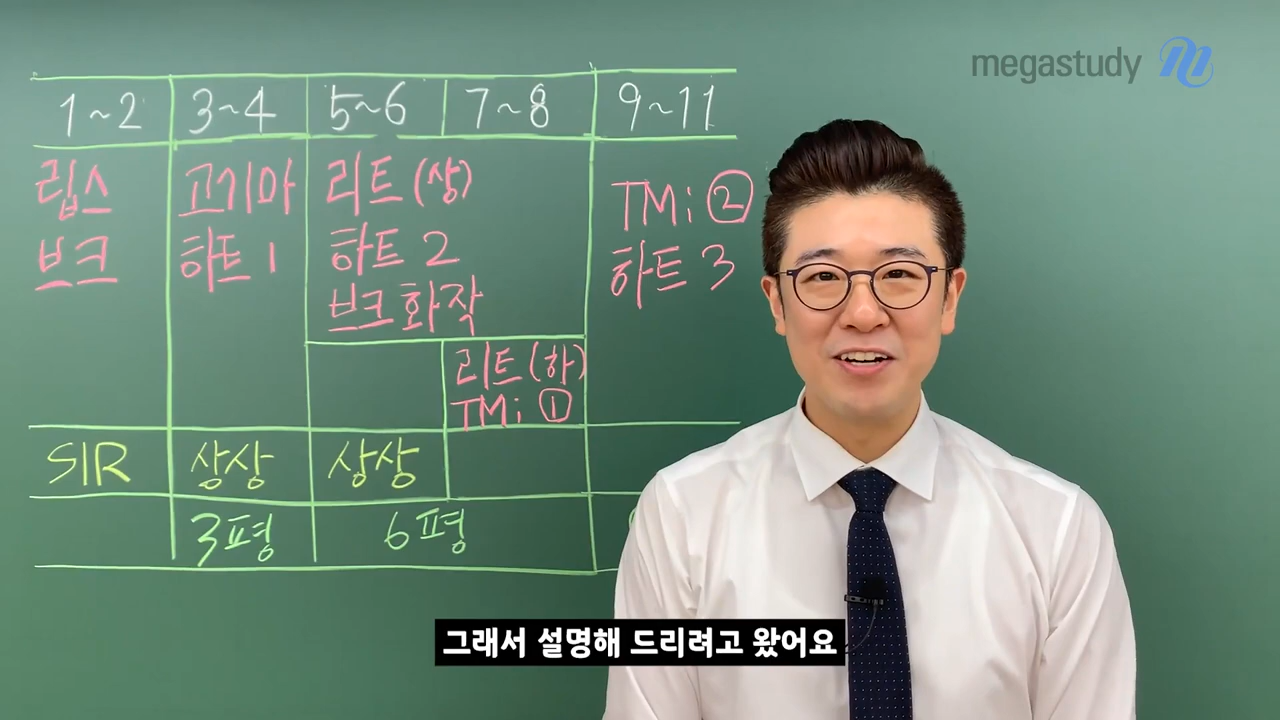 megastudy
1~2 3~4 5~6 7~8 9~11
립스 고기마 리트(상) TMi ②
브크 하트 1 하트 2 하트 3
브크 화작
리트(하)
TMi ①
SIR 상상 상상
3평 6평
그래서 설명해 드리려고 왔어요